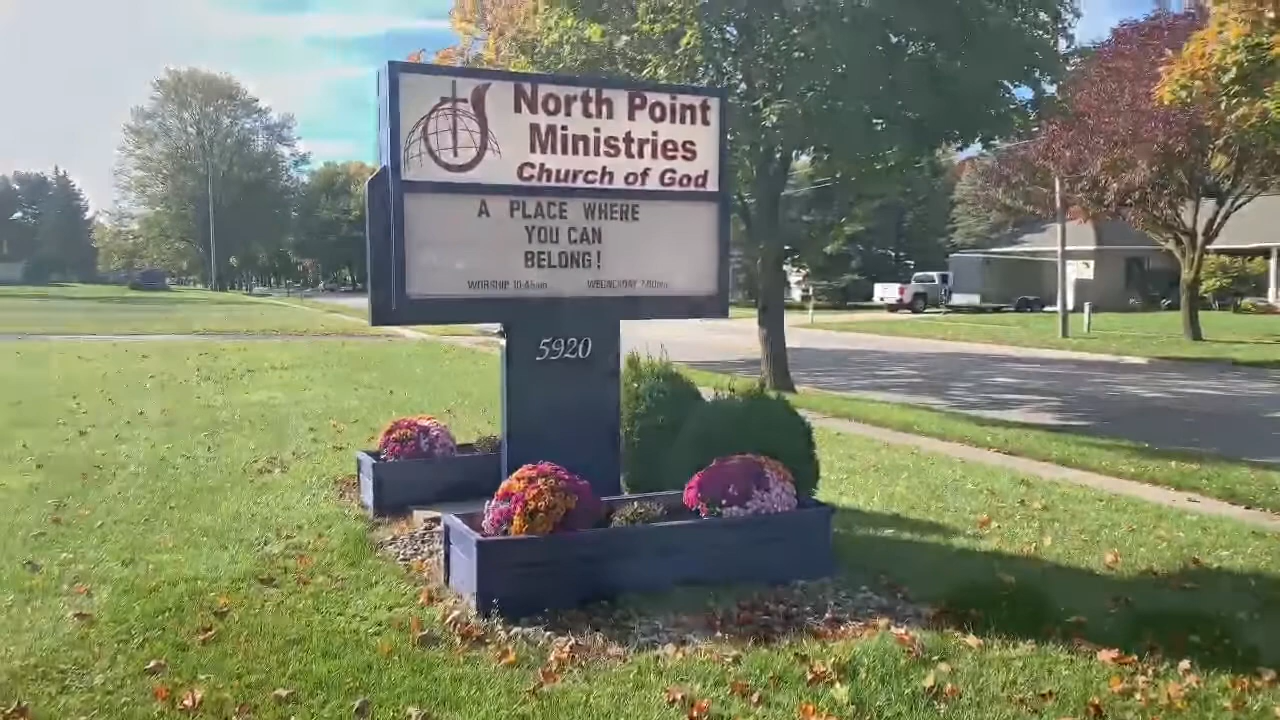 North Point
Ministries
Church of God
A PLACE WHERE
YOU CAN
BELONG!
WORSHIP 10:45am WEDNESDAY 7:00pm
5920